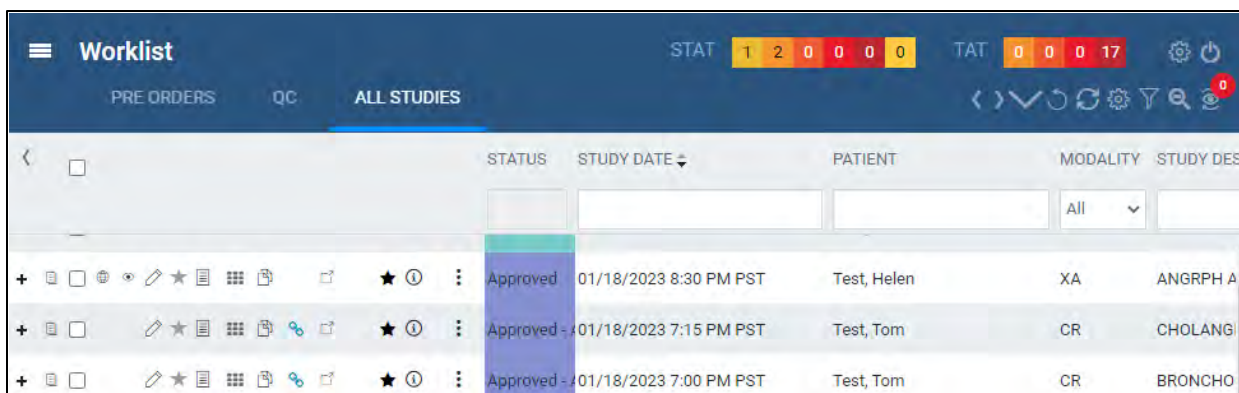 Worklist STAT 1 2 0 0 0 0 TAT 0 0 0 17
PRE ORDERS QC ALL STUDIES 0
STATUS STUDY DATE PATIENT MODALITY STUDY DES
All
Approved 01/18/2023 8:30 PM PST Test, Helen XA ANGRPH A
Approved - A 01/18/2023 7:15 PM PST Test, Tom CR CHOLANGI
Approved - A 01/18/2023 7:00 PM PST Test, Tom CR BRONCHO